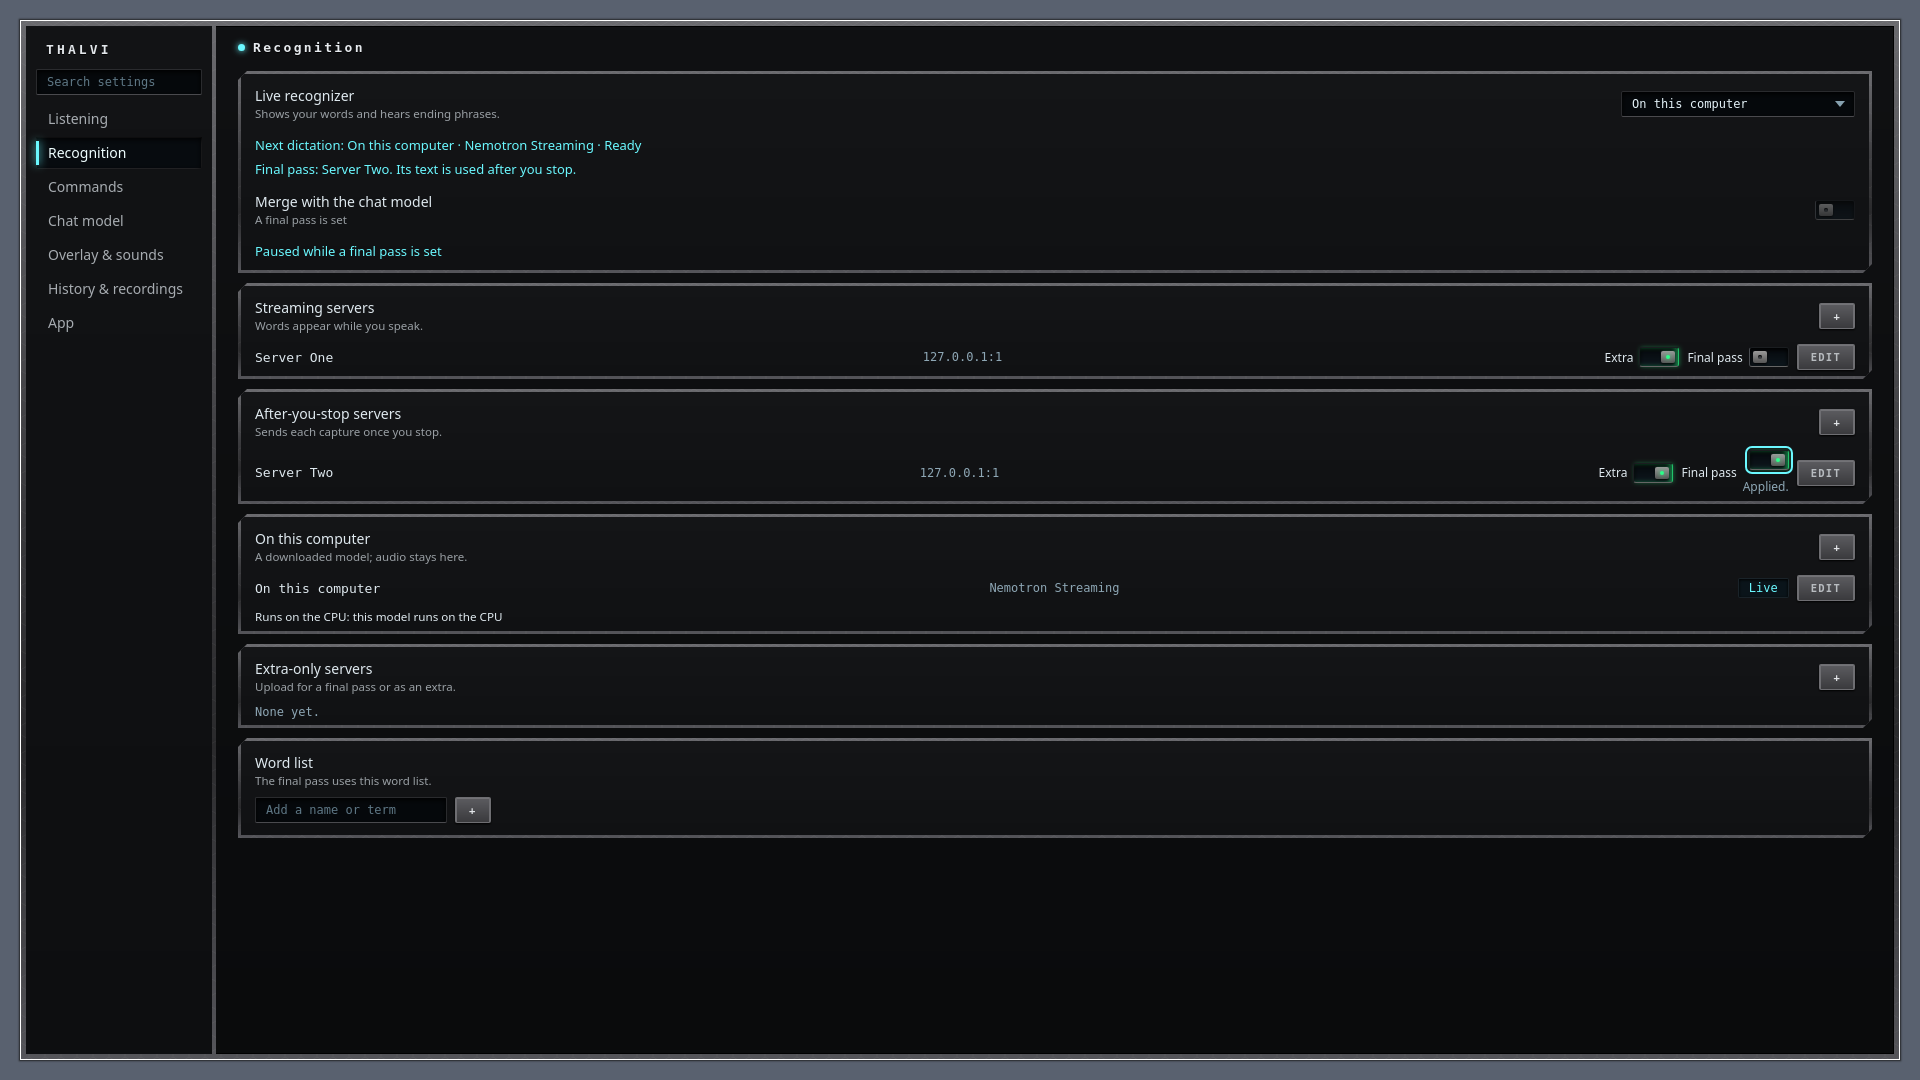 THALVI
Search settings
Listening
Recognition
Commands
Chat model
Overlay & sounds
History & recordings
App
Recognition
Live recognizer
Shows your words and hears ending phrases.
On this computer
Next dictation: On this computer · Nemotron Streaming · Ready
Final pass: Server Two. Its text is used after you stop.
Merge with the chat model
A final pass is set
Paused while a final pass is set
Streaming servers
Words appear while you speak.
+
Server One 127.0.0.1:1 Extra Final pass EDIT
After-you-stop servers
Sends each capture once you stop.
+
Server Two 127.0.0.1:1 Extra Final pass EDIT
Applied.
On this computer
A downloaded model; audio stays here.
+
On this computer Nemotron Streaming Live EDIT
Runs on the CPU: this model runs on the CPU
Extra-only servers
Upload for a final pass or as an extra.
+
None yet.
Word list
The final pass uses this word list.
Add a name or term +